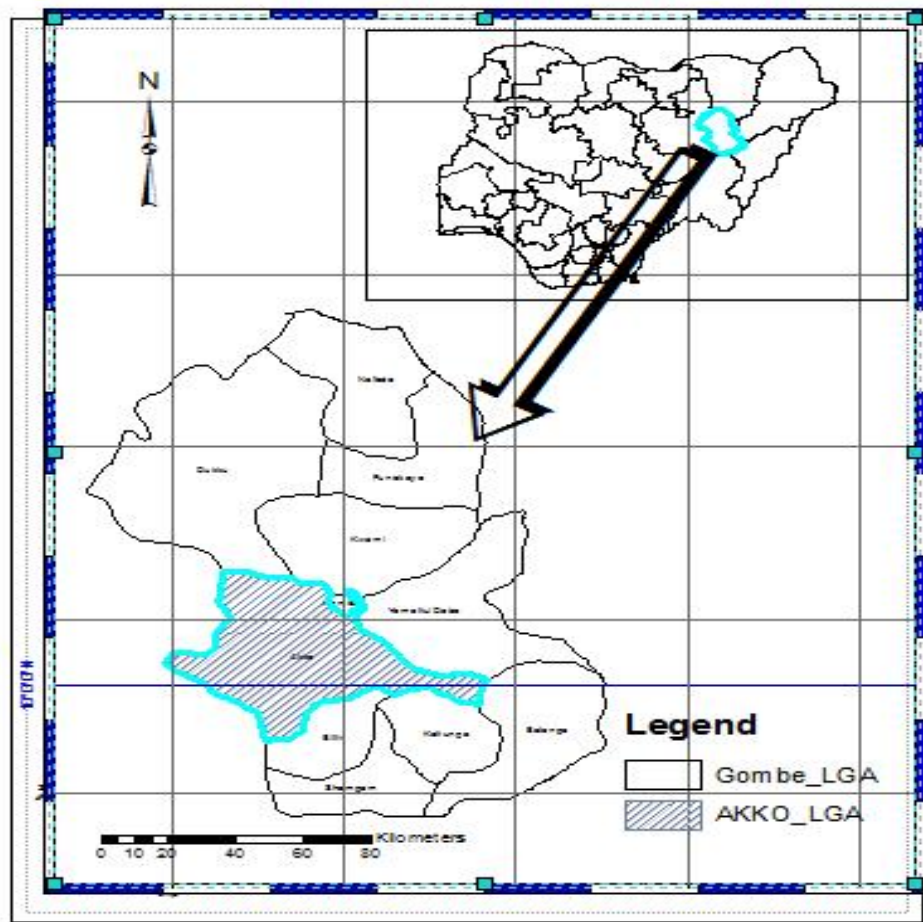 N
Nafada
Dukku
Funakaye
Kwami
Yamaltu Deba
Akko
Billiri
Kaltungo
Balanga
Shongom
Legend
Gombe_LGA
AKKO_LGA
Kilometers
0 10 20 40 60 80